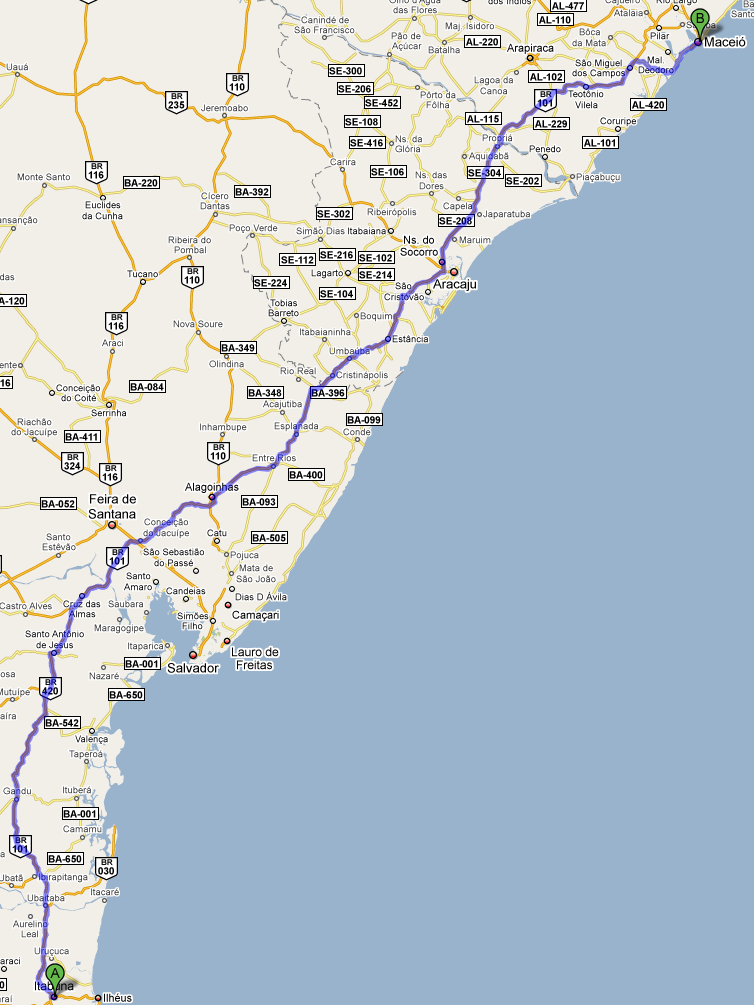 Canindé de
São Francisco
Olho d'Água
das Flores
Maj. Isidoro
dos Índios
AL-477
AL-110
Cajueiro
Rio Largo
Atalaia
Pilar
B
Maceió
AL-220
Pão de
Açúcar
Batalha
Arapiraca
Bôca
da Mata
São Miguel
dos Campos
Mal.
Deodoro
SE-300
SE-206
SE-452
SE-108
SE-416
Lagoa da
Canoa
AL-102
BR
101
Teotônio
Vilela
AL-420
Pôrto da
Fôlha
AL-115
AL-229
Coruripe
AL-101
Uauá
BR
235
BR
110
Jeremoabo
Ns. da
Glória
Propriá
Penedo
Carira
Aquidabã
Piaçabuçu
BR
116
Monte Santo
BA-220
BA-392
SE-106
Ns. das
Dores
SE-304
SE-202
Euclides
da Cunha
Cícero
Dantas
SE-302
Ribeirópolis
Capela
Japaratuba
SE-208
Poço Verde
Simão Dias
Itabaiana
Ribeira do
Pombal
Ns. do
Socorro
Maruim
SE-216
SE-112
SE-102
Tucano
BR
110
Lagarto
SE-214
SE-224
SE-104
São
Cristovão
Aracaju
BR
116
Tobias
Barreto
Boquim
Araci
Nova Soure
Itabaianinha
Estância
BA-349
Olindina
Umbaúba
Rio Real
Cristinápolis
BA-084
Conceição
do Coité
Serrinha
BA-348
BA-396
Acajutiba
BA-099
Riachão
do Jacuípe
BA-411
Inhambupe
Esplanada
Conde
BR
324
BR
116
BR
110
Entre Rios
BA-400
Alagoinhas
BA-052
Feira de
Santana
BA-093
Conceição
do Jacuípe
Catu
BA-505
Santo
Estêvão
BR
101
São Sebastião
do Passé
Pojuca
Mata de
São João
Santo
Amaro
Candeias
Dias D Ávila
Castro Alves
Cruz das
Almas
Saubara
Camaçari
Maragogipe
Simões
Filho
Santo Antônio
de Jesus
Itaparica
Lauro de
Freitas
Salvador
BA-001
Nazaré
BR
420
BA-650
Mutuípe
BA-542
Valença
Taperoá
Gandu
Ituberá
BA-001
Camamu
BR
101
BA-650
BR
030
Ubatã
Ibirapitanga
Ubaitaba
Itacaré
Aurelino
Leal
Uruçuca
A
Itabuna
Ilhéus